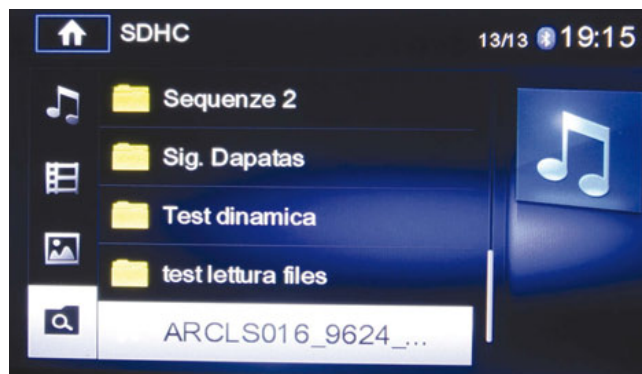 SDHC
13/13 19:15
Sequenze 2
Sig. Dapatas
Test dinamica
test lettura files
ARCLS016_9624_...